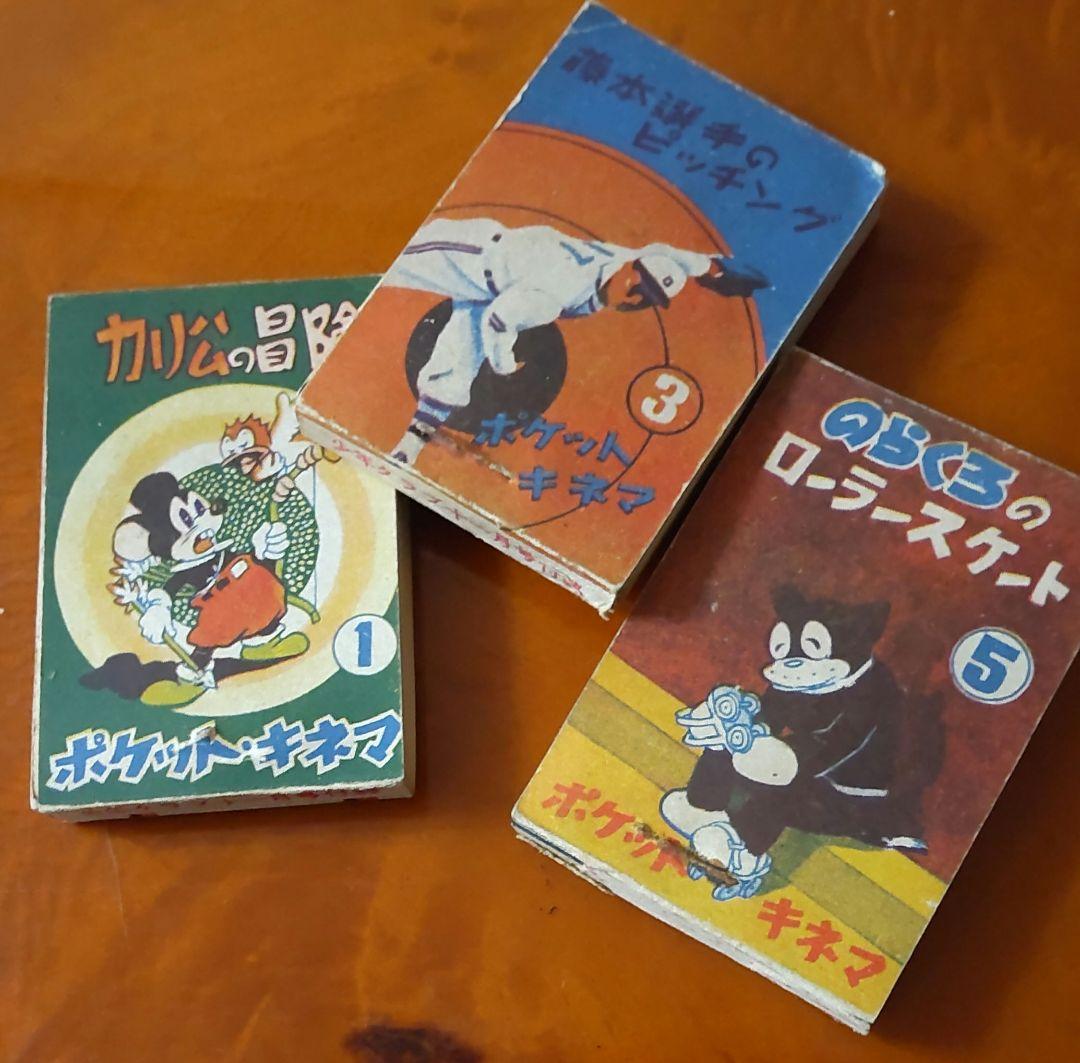 カリ公の冒険
1
ポケット・キネマ
藤本選手の
ピッチング
3
ポケット
キネマ
のらくろの
ローラースケート
5
ポケット
キネマ